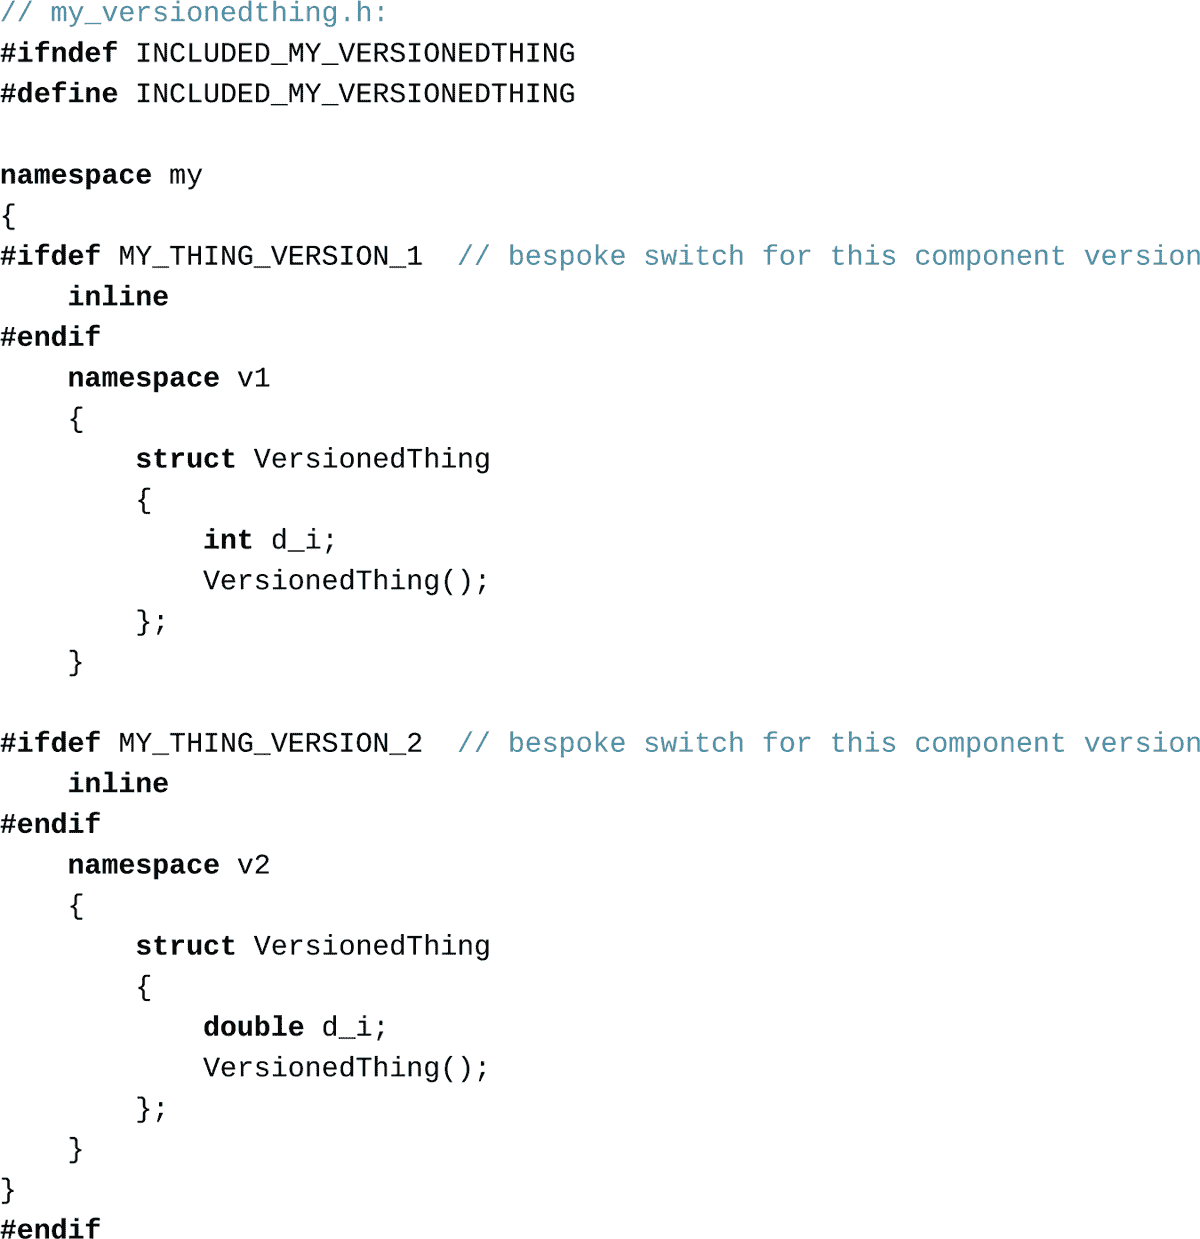 // my_versionedthing.h:
#ifndef INCLUDED_MY_VERSIONEDTHING
#define INCLUDED_MY_VERSIONEDTHING

namespace my
{
#ifdef MY_THING_VERSION_1  // bespoke switch for this component version
    inline
#endif
    namespace v1
    {
        struct VersionedThing
        {
            int d_i;
            VersionedThing();
        };
    }

#ifdef MY_THING_VERSION_2  // bespoke switch for this component version
    inline
#endif
    namespace v2
    {
        struct VersionedThing
        {
            double d_i;
            VersionedThing();
        };
    }
}
#endif